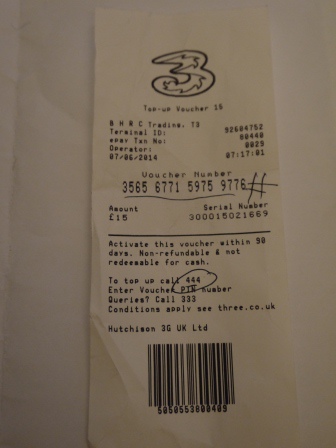 3
Top-up Voucher 15
B H R C Trading, T3
Terminal ID: 92604752
epay Txn No: 90440
Operator: 0029
07/06/2014 07:17:01
Voucher Number
3565 6771 5975 9776 #
Amount Serial Number
£15 300015021669
Activate this voucher within 90
days. Non-refundable & not
redeemable for cash.
To top up call 444
Enter Voucher PIN number
Queries? Call 333
Conditions apply see three.co.uk
Hutchison 3G UK Ltd
5050553800409